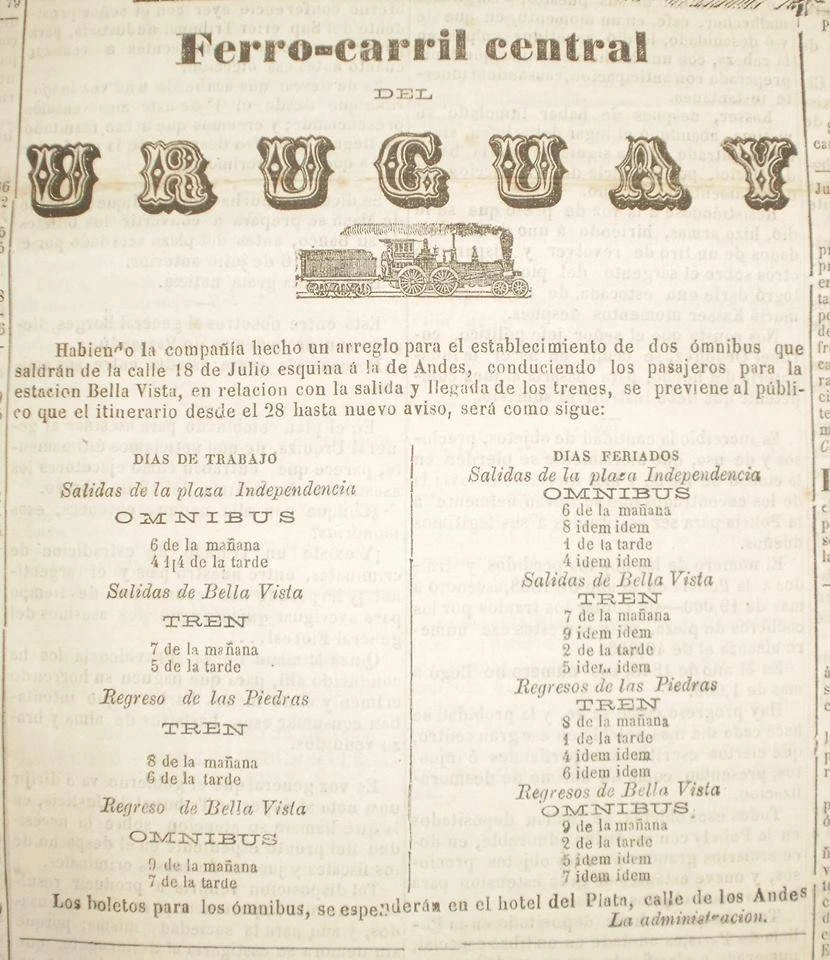 Ferro-carril central
DEL
URUGUAY
Habiendo la compañía hecho un arreglo para el establecimiento de dos ómnibus que
saldrán de la calle 18 de Julio esquina á la de Andes, conduciendo los pasajeros para la
estacion Bella Vista, en relacion con la salida y llegada de los trenes, se previene al públi-
co que el itinerario desde el 28 hasta nuevo aviso, será como sigue:
DIAS DE TRABAJO
Salidas de la plaza Independencia
OMNIBUS
6 de la mañana
4 1¡4 de la tarde
Salidas de Bella Vista
TREN
7 de la mañana
5 de la tarde
Regreso de las Piedras
TREN
8 de la mañana
6 de la tarde
Regreso de Bella Vista
OMNIBUS
9 de la mañana
7 de la tarde
DIAS FERIADOS
Salidas de la plaza Independencia
OMNIBUS
6 de la mañana
8 idem idem
1 de la tarde
4 idem idem
Salidas de Bella Vista
TREN
7 de la mañana
9 idem idem
2 de la tarde
5 idem idem
Regresos de las Piedras
TREN
8 de la mañana
1 de la tarde
4 idem idem
6 idem idem
Regresos de Bella Vista
OMNIBUS.
9 de la mañana
2 de la tarde
5 idem idem
7 idem idem
Los boletos para los ómnibus, se espenderán en el hotel del Plata, calle de los Andes
La administracion.